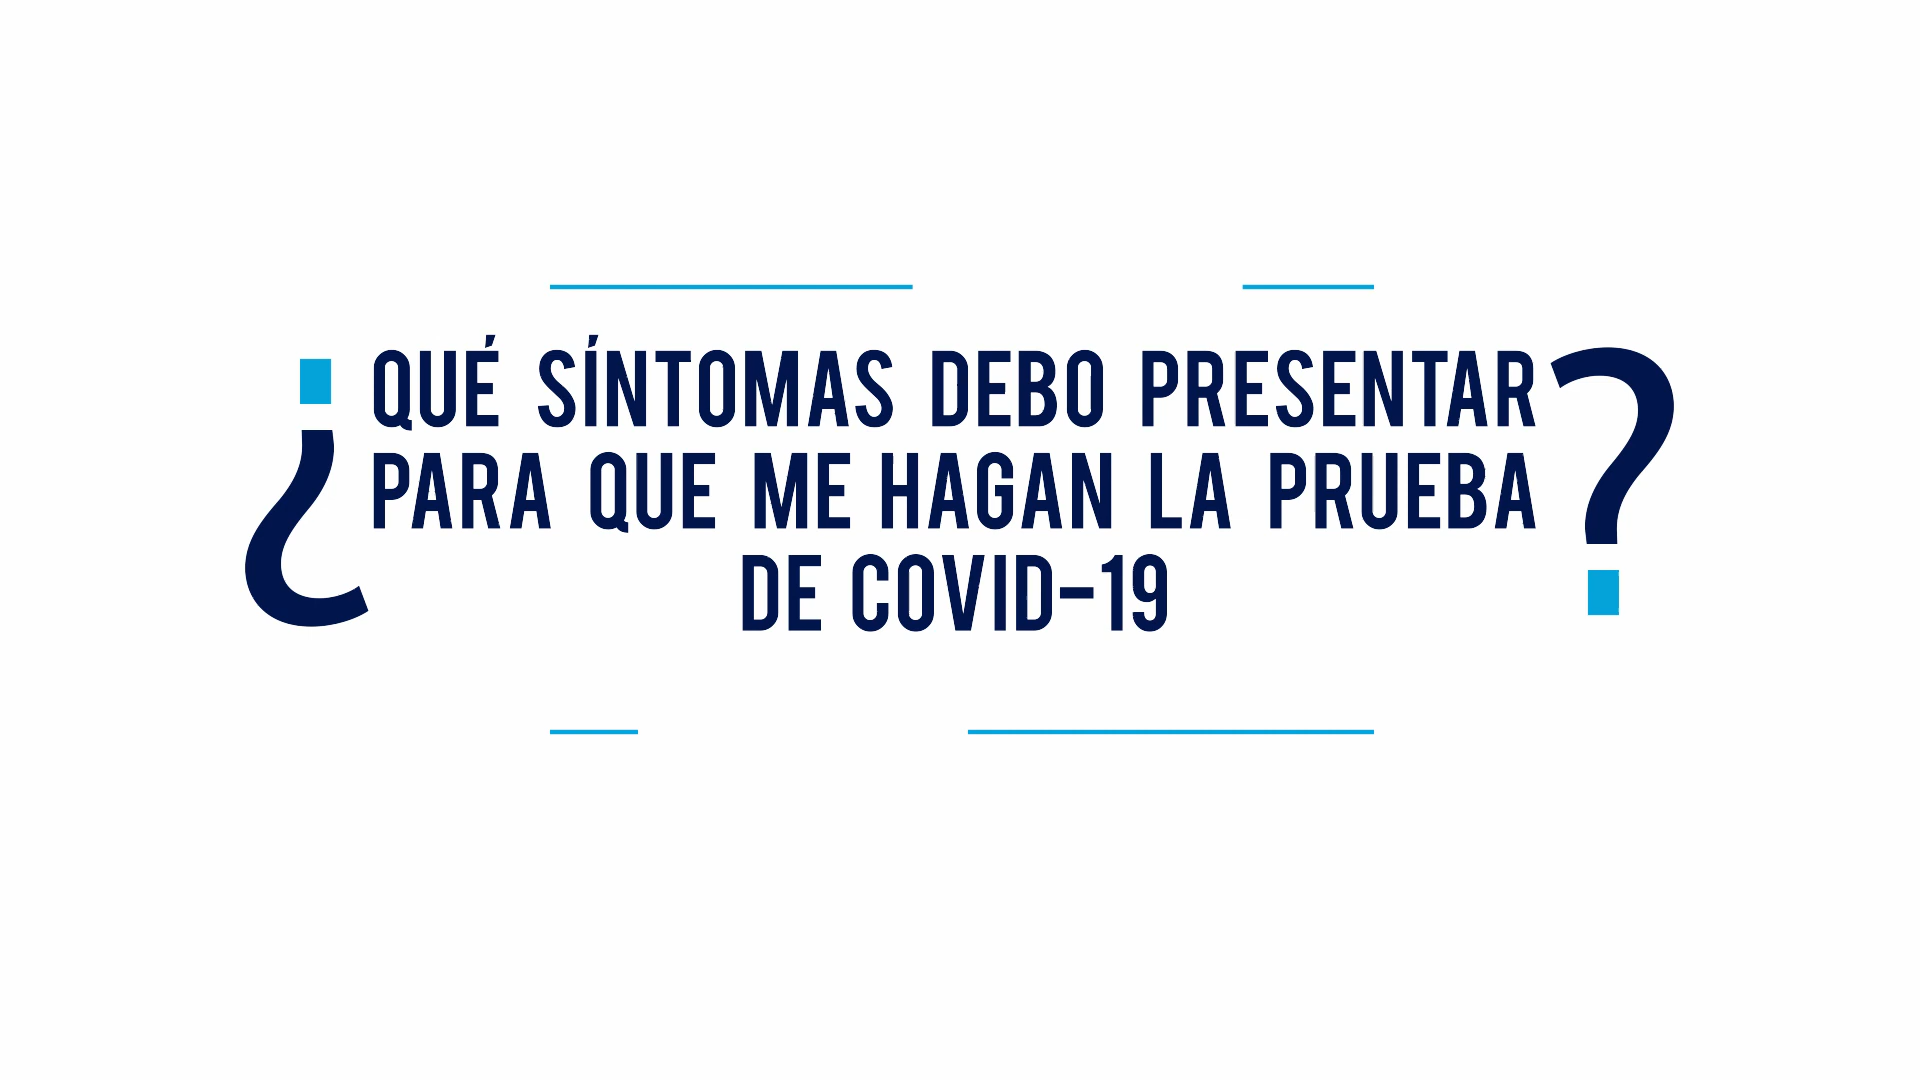 ¿QUÉ SÍNTOMAS DEBO PRESENTAR
PARA QUE ME HAGAN LA PRUEBA
DE COVID-19?